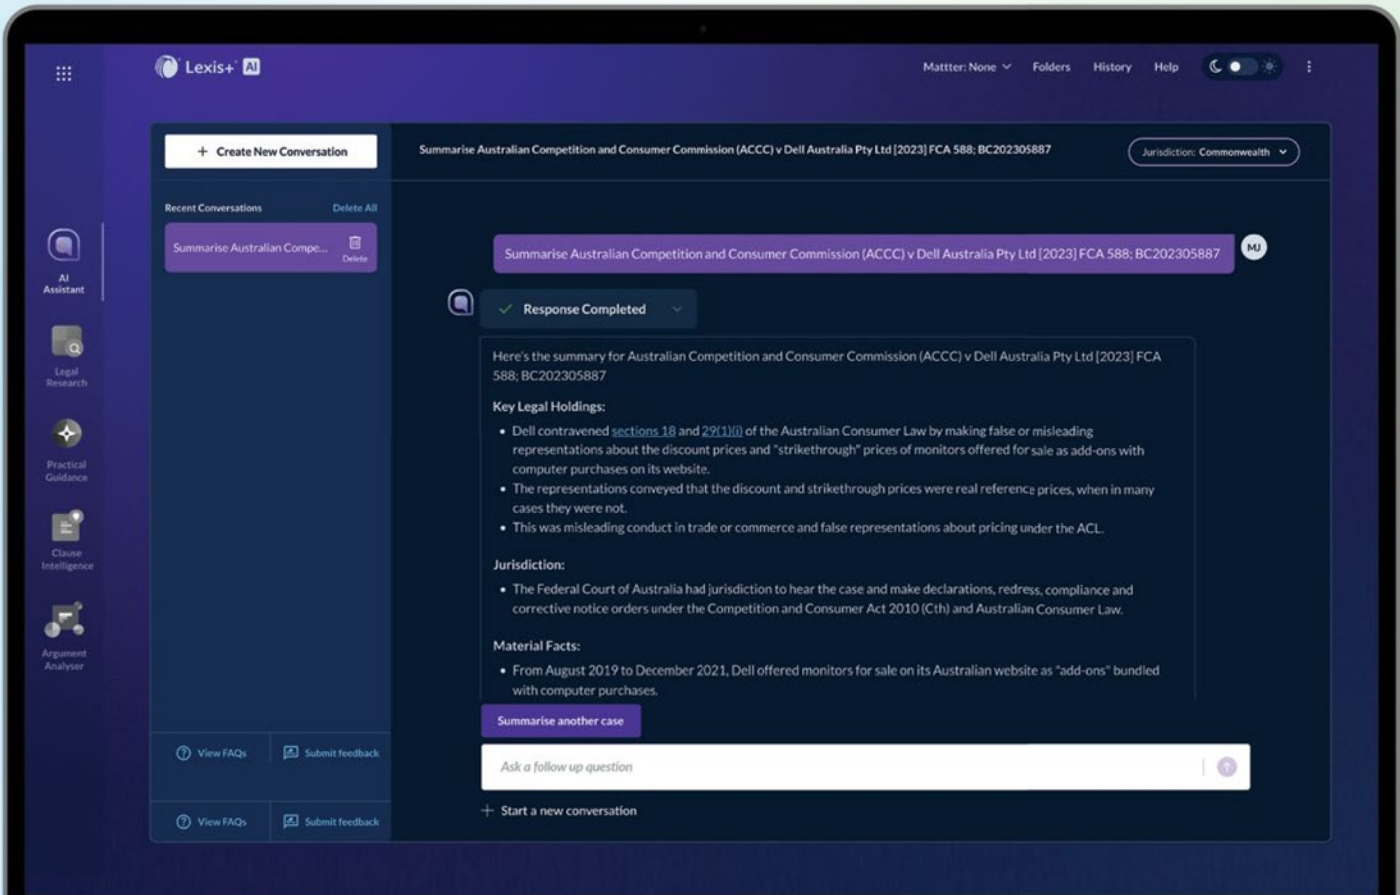 Lexis+ AI
Mattter: None
Folders
History
Help
+ Create New Conversation
Summarise Australian Competition and Consumer Commission (ACCC) v Dell Australia Pty Ltd [2023] FCA 588; BC202305887
Jurisdiction: Commonwealth
Recent Conversations
Delete All
Summarise Australian Compe...
Delete
AI
Assistant
Legal
Research
Practical
Guidance
Clause
Intelligence
Argument
Analyser
Summarise Australian Competition and Consumer Commission (ACCC) v Dell Australia Pty Ltd [2023] FCA 588; BC202305887
MJ
Response Completed
Here's the summary for Australian Competition and Consumer Commission (ACCC) v Dell Australia Pty Ltd [2023] FCA
588; BC202305887
Key Legal Holdings:
• Dell contravened sections 18 and 29(1)(i) of the Australian Consumer Law by making false or misleading
representations about the discount prices and "strikethrough" prices of monitors offered for sale as add-ons with
computer purchases on its website.
• The representations conveyed that the discount and strikethrough prices were real reference prices, when in many
cases they were not.
• This was misleading conduct in trade or commerce and false representations about pricing under the ACL.
Jurisdiction:
• The Federal Court of Australia had jurisdiction to hear the case and make declarations, redress, compliance and
corrective notice orders under the Competition and Consumer Act 2010 (Cth) and Australian Consumer Law.
Material Facts:
• From August 2019 to December 2021, Dell offered monitors for sale on its Australian website as "add-ons" bundled
with computer purchases.
Summarise another case
Ask a follow up question
+ Start a new conversation
View FAQs
Submit feedback
View FAQs
Submit feedback